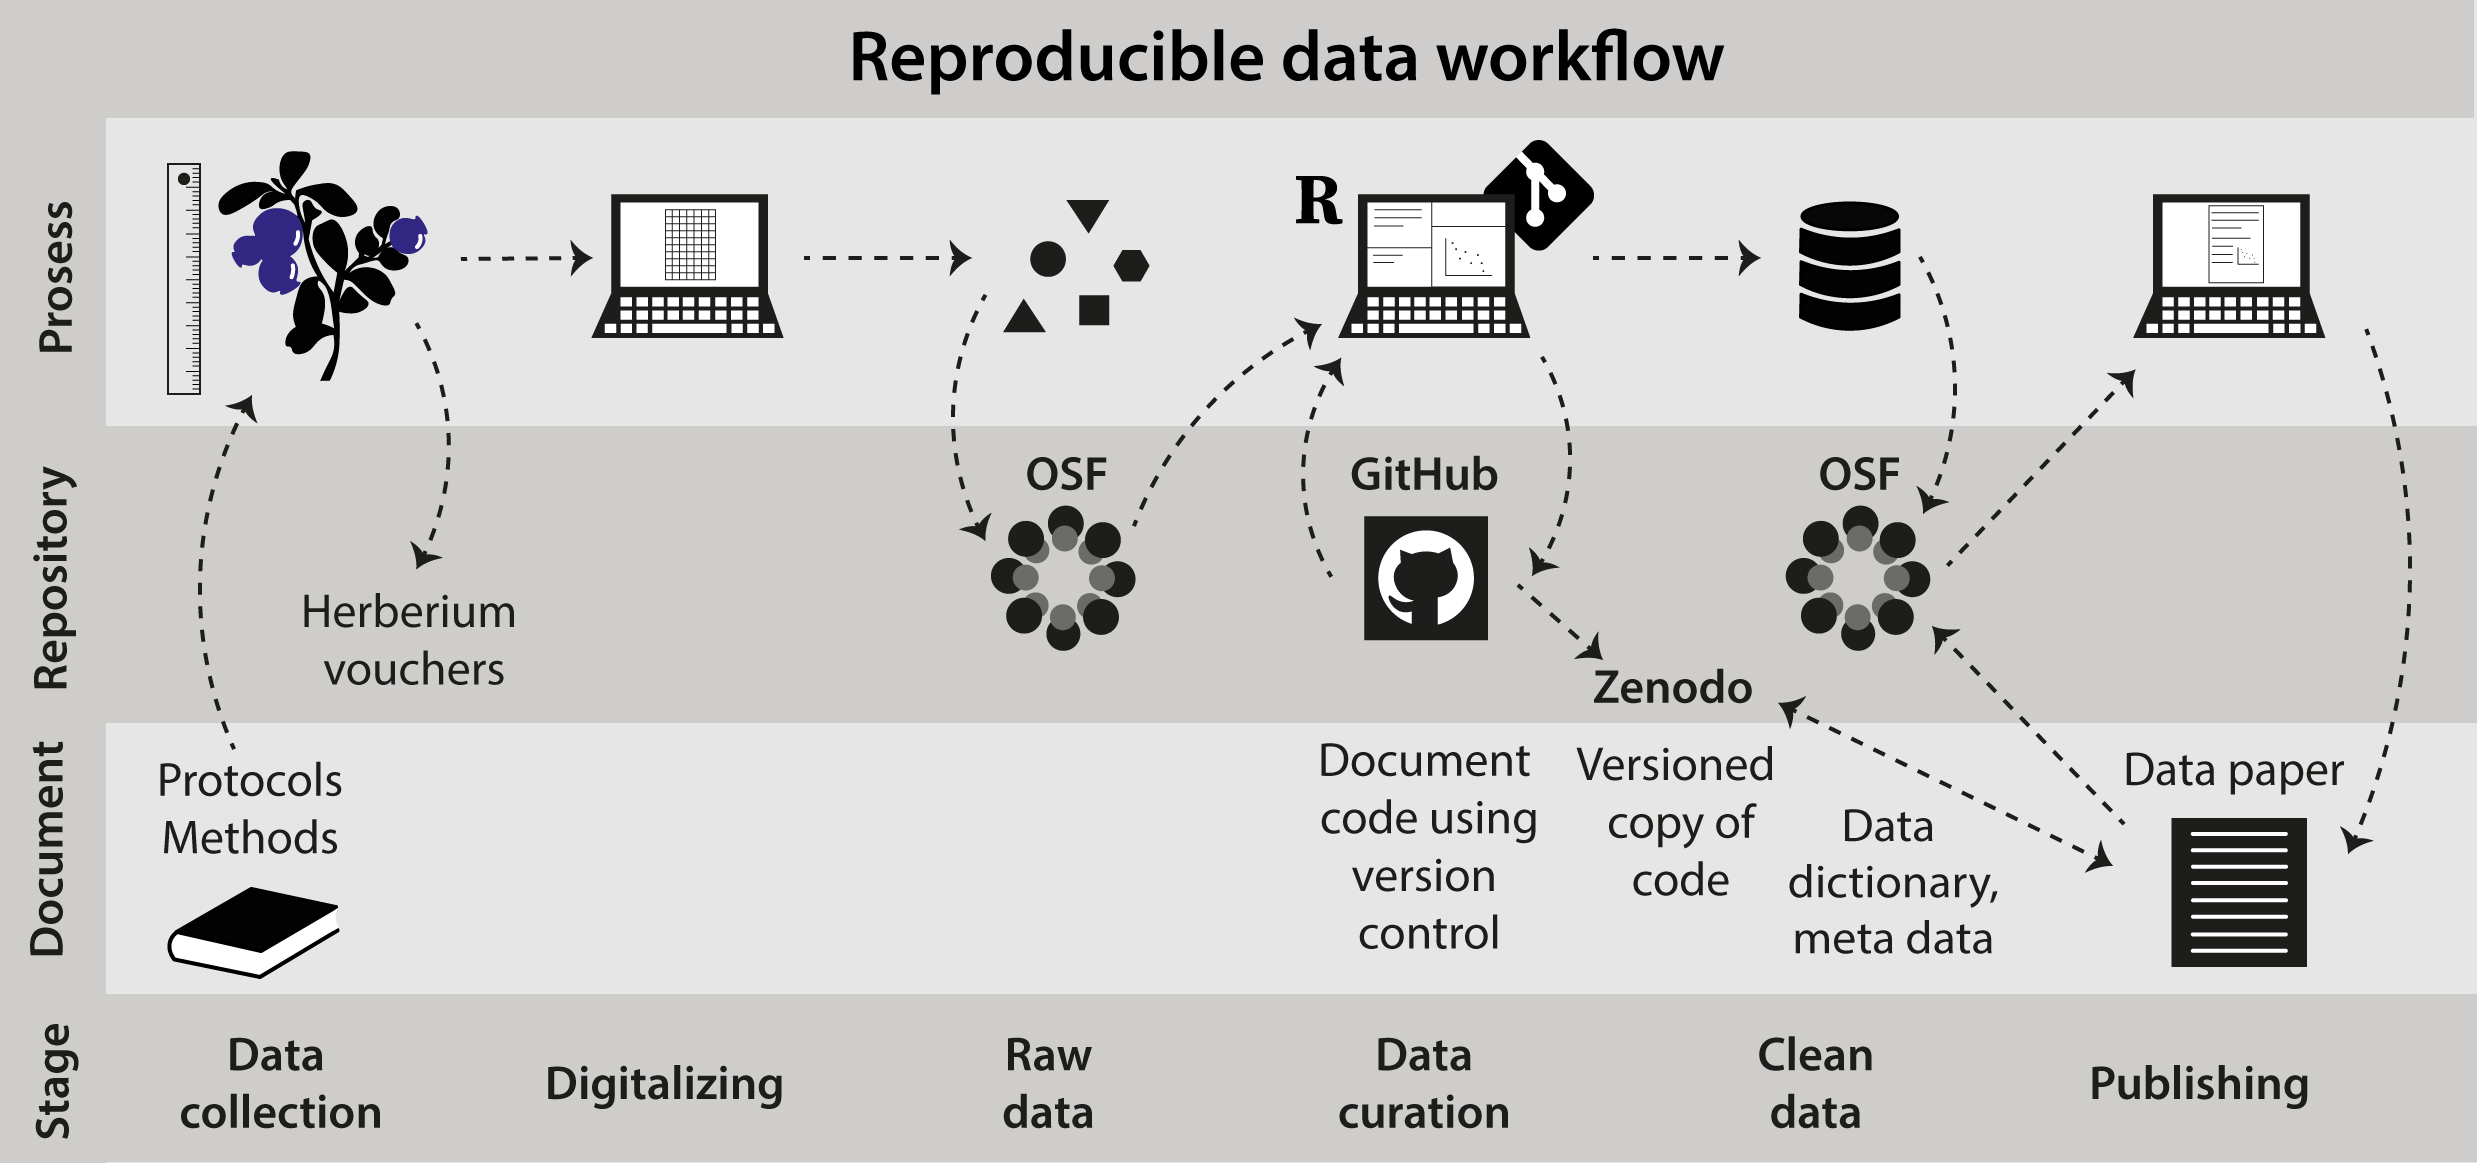 Reproducible data workflow
Prosess
R
Repository
OSF
GitHub
OSF
Herberium
vouchers
Zenodo
Document
Protocols
Methods
Document
code using
version
control
Versioned
copy of
code
Data
dictionary,
meta data
Data paper
Stage
Data
collection
Digitalizing
Raw
data
Data
curation
Clean
data
Publishing